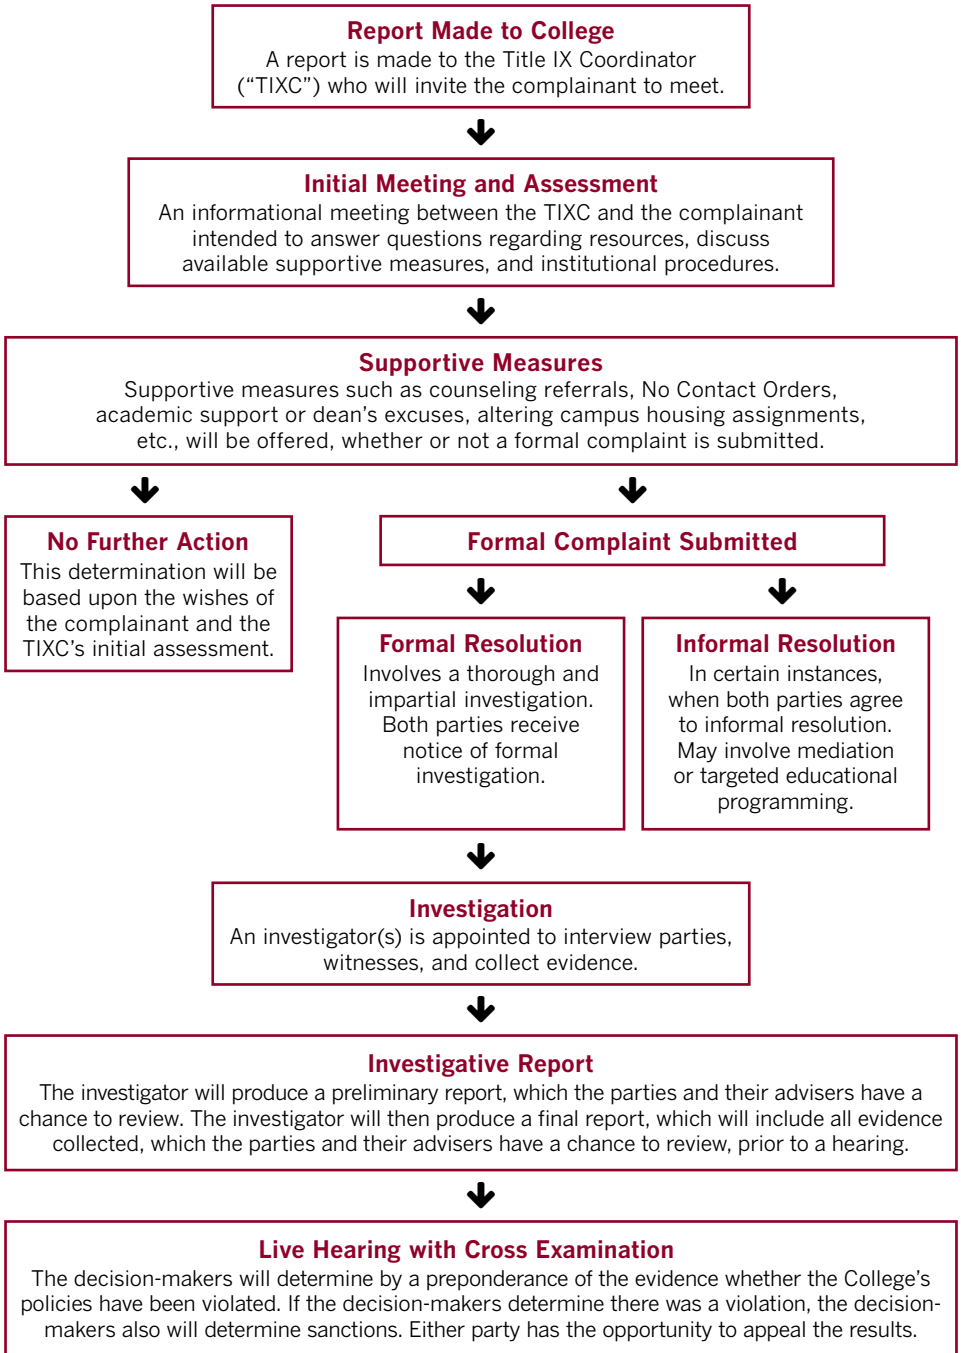 Report Made to College
A report is made to the Title IX Coordinator
(“TIXC”) who will invite the complainant to meet.
Initial Meeting and Assessment
An informational meeting between the TIXC and the complainant
intended to answer questions regarding resources, discuss
available supportive measures, and institutional procedures.
Supportive Measures
Supportive measures such as counseling referrals, No Contact Orders,
academic support or dean’s excuses, altering campus housing assignments,
etc., will be offered, whether or not a formal complaint is submitted.
No Further Action
This determination will be
based upon the wishes of
the complainant and the
TIXC’s initial assessment.
Formal Complaint Submitted
Formal Resolution
Involves a thorough and
impartial investigation.
Both parties receive
notice of formal
investigation.
Informal Resolution
In certain instances,
when both parties agree
to informal resolution.
May involve mediation
or targeted educational
programming.
Investigation
An investigator(s) is appointed to interview parties,
witnesses, and collect evidence.
Investigative Report
The investigator will produce a preliminary report, which the parties and their advisers have a
chance to review. The investigator will then produce a final report, which will include all evidence
collected, which the parties and their advisers have a chance to review, prior to a hearing.
Live Hearing with Cross Examination
The decision-makers will determine by a preponderance of the evidence whether the College’s
policies have been violated. If the decision-makers determine there was a violation, the decision-
makers also will determine sanctions. Either party has the opportunity to appeal the results.